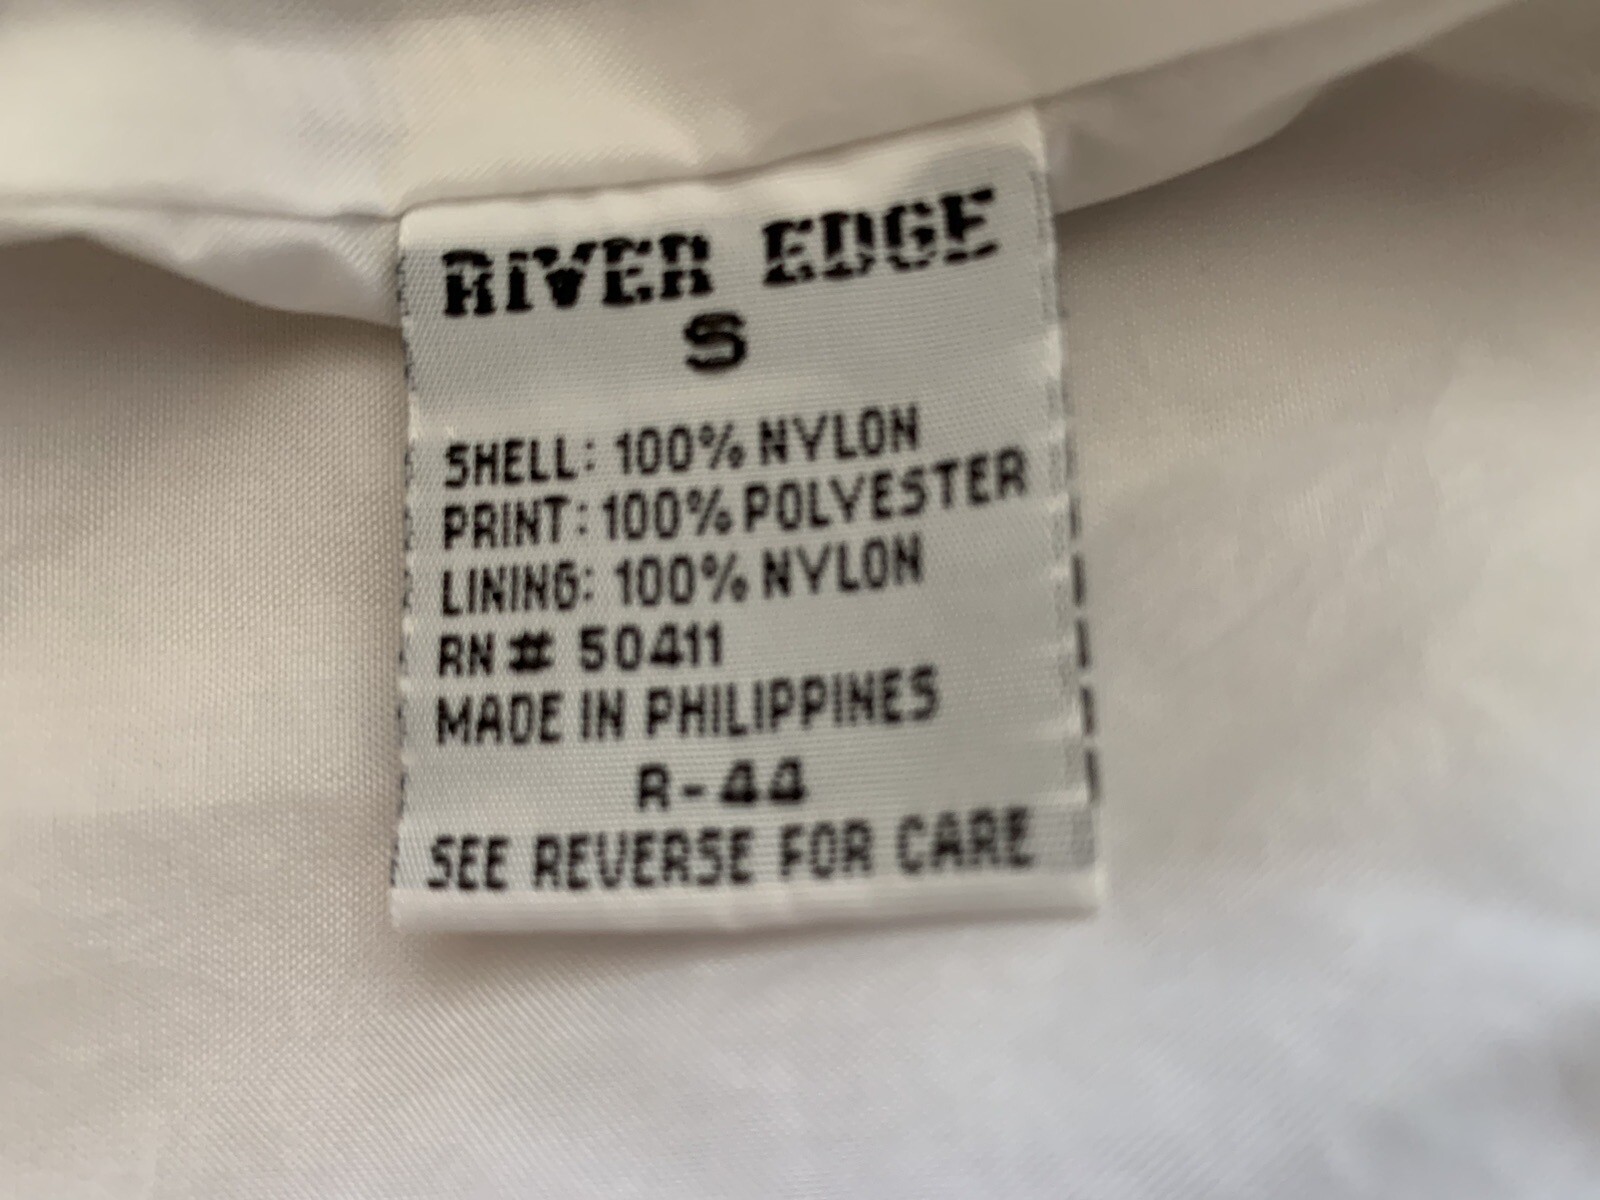 RIVER EDGE
S
SHELL: 100% NYLON
PRINT: 100% POLYESTER
LINING: 100% NYLON
RN # 50411
MADE IN PHILIPPINES
R-44
SEE REVERSE FOR CARE